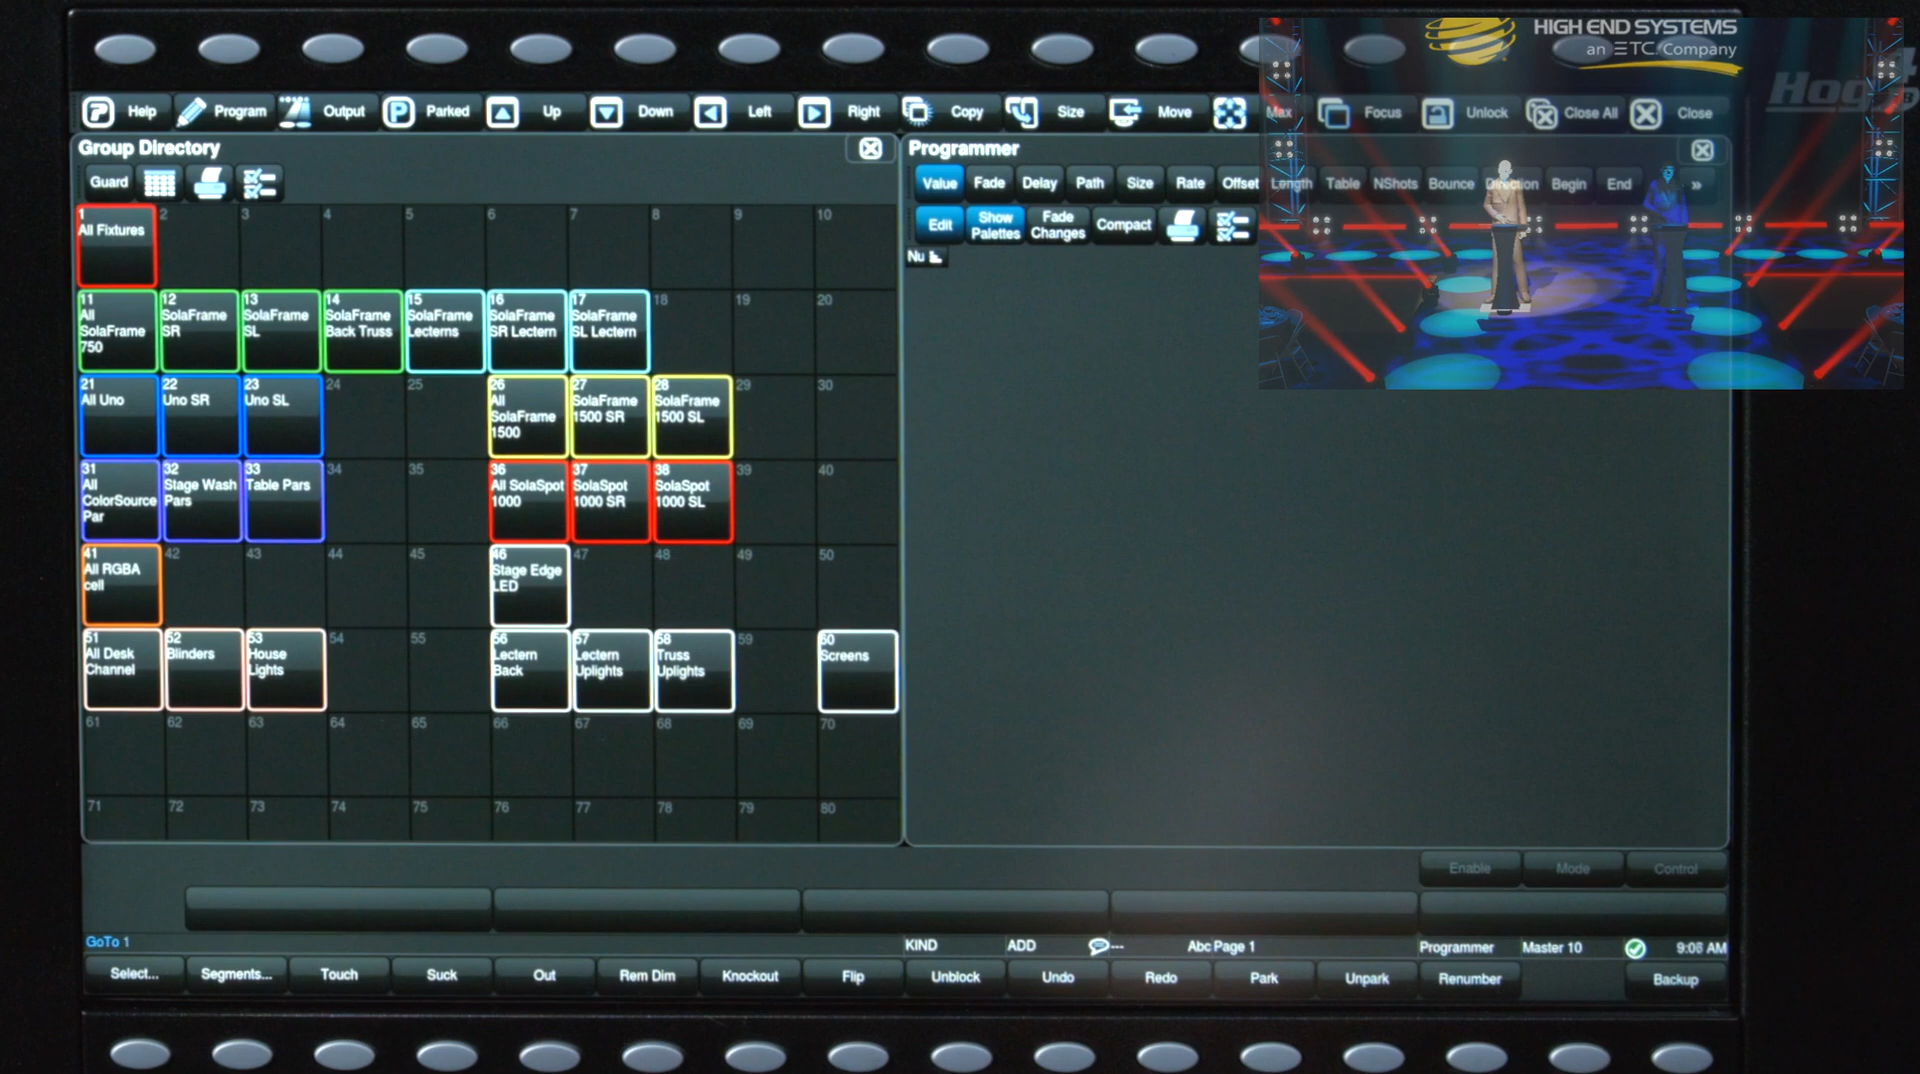 HIGH END SYSTEMS
an ETC Company
Hog 4
Help
Program
Output
Parked
Up
Down
Left
Right
Copy
Size
Move
Max
Focus
Unlock
Close All
Close
Group Directory
Guard
1
All Fixtures
2
3
4
5
6
7
8
9
10
11
All
SolaFrame
750
12
SolaFrame
SR
13
SolaFrame
SL
14
SolaFrame
Back Truss
15
SolaFrame
Lecterns
16
SolaFrame
SR Lectern
17
SolaFrame
SL Lectern
18
19
20
21
All Uno
22
Uno SR
23
Uno SL
24
25
26
All
SolaFrame
1500
27
SolaFrame
1500 SR
28
SolaFrame
1500 SL
29
30
31
All
ColorSource
Par
32
Stage Wash
Pars
33
Table Pars
34
35
36
All SolaSpot
1000
37
SolaSpot
1000 SR
38
SolaSpot
1000 SL
39
40
41
All RGBA
cell
42
43
44
45
46
Stage Edge
LED
47
48
49
50
51
All Desk
Channel
52
Blinders
53
House
Lights
54
55
56
Lectern
Back
57
Lectern
Uplights
58
Truss
Uplights
59
60
Screens
61
62
63
64
65
66
67
68
69
70
71
72
73
74
75
76
77
78
79
80
Programmer
Value
Fade
Delay
Path
Size
Rate
Offset
Length
Table
NShots
Bounce
Direction
Begin
End
»
Edit
Show
Palettes
Fade
Changes
Compact
Nu
Enable
Mode
Control
GoTo 1
KIND
ADD
---
Abc Page 1
Programmer
Master 10
9:06 AM
Select...
Segments...
Touch
Suck
Out
Rem Dim
Knockout
Flip
Unblock
Undo
Redo
Park
Unpark
Renumber
Backup